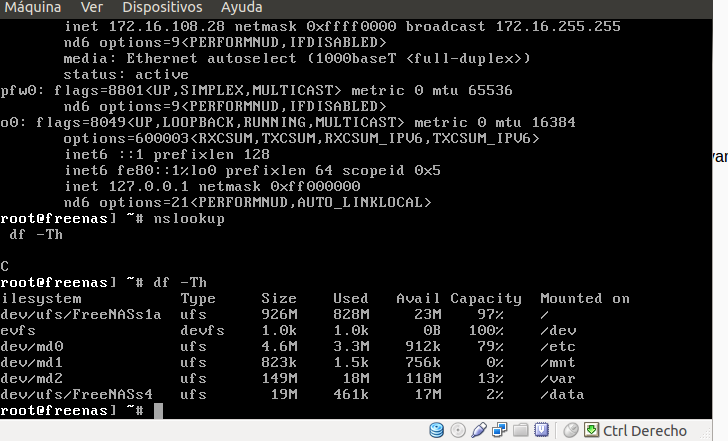 Máquina Ver Dispositivos Ayuda
inet 172.16.108.28 netmask 0xffff0000 broadcast 172.16.255.255
nd6 options=9<PERFORMNUD,IFDISABLED>
media: Ethernet autoselect (1000baseT <full-duplex>)
status: active
pfw0: flags=8801<UP,SIMPLEX,MULTICAST> metric 0 mtu 65536
nd6 options=9<PERFORMNUD,IFDISABLED>
o0: flags=8049<UP,LOOPBACK,RUNNING,MULTICAST> metric 0 mtu 16384
options=600003<RXCSUM,TXCSUM,RXCSUM_IPV6,TXCSUM_IPV6>
inet6 ::1 prefixlen 128
inet6 fe80::1%lo0 prefixlen 64 scopeid 0x5
inet 127.0.0.1 netmask 0xff000000
nd6 options=21<PERFORMNUD,AUTO_LINKLOCAL>
root@freenas] ~# nslookup
df -Th
C
root@freenas] ~# df -Th
ilesystem Type Size Used Avail Capacity Mounted on
dev/ufs/FreeNASs1a ufs 926M 828M 23M 97% /
evfs devfs 1.0k 1.0k 0B 100% /dev
dev/md0 ufs 4.6M 3.3M 912k 79% /etc
dev/md1 ufs 823k 1.5k 756k 0% /mnt
dev/md2 ufs 149M 18M 118M 13% /var
dev/ufs/FreeNASs4 ufs 19M 461k 17M 2% /data
root@freenas] ~#
Ctrl Derecho